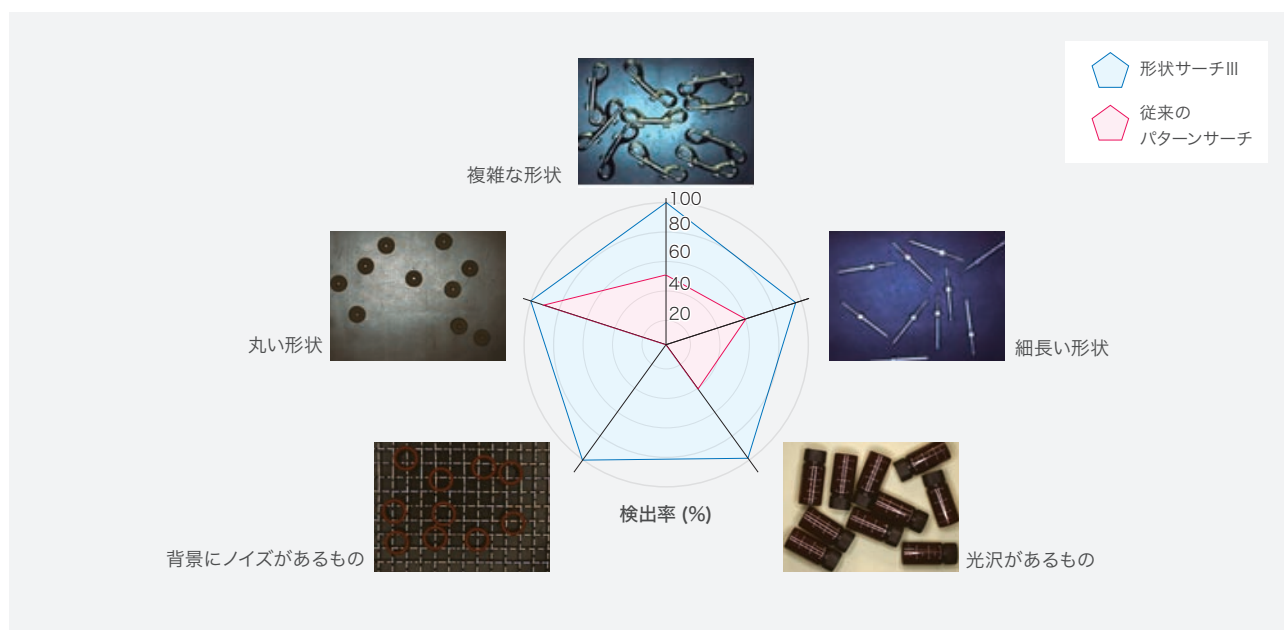 形状サーチⅢ
従来の
パターンサーチ
複雑な形状
100
80
60
40
20
丸い形状
細長い形状
検出率 (%)
背景にノイズがあるもの
光沢があるもの